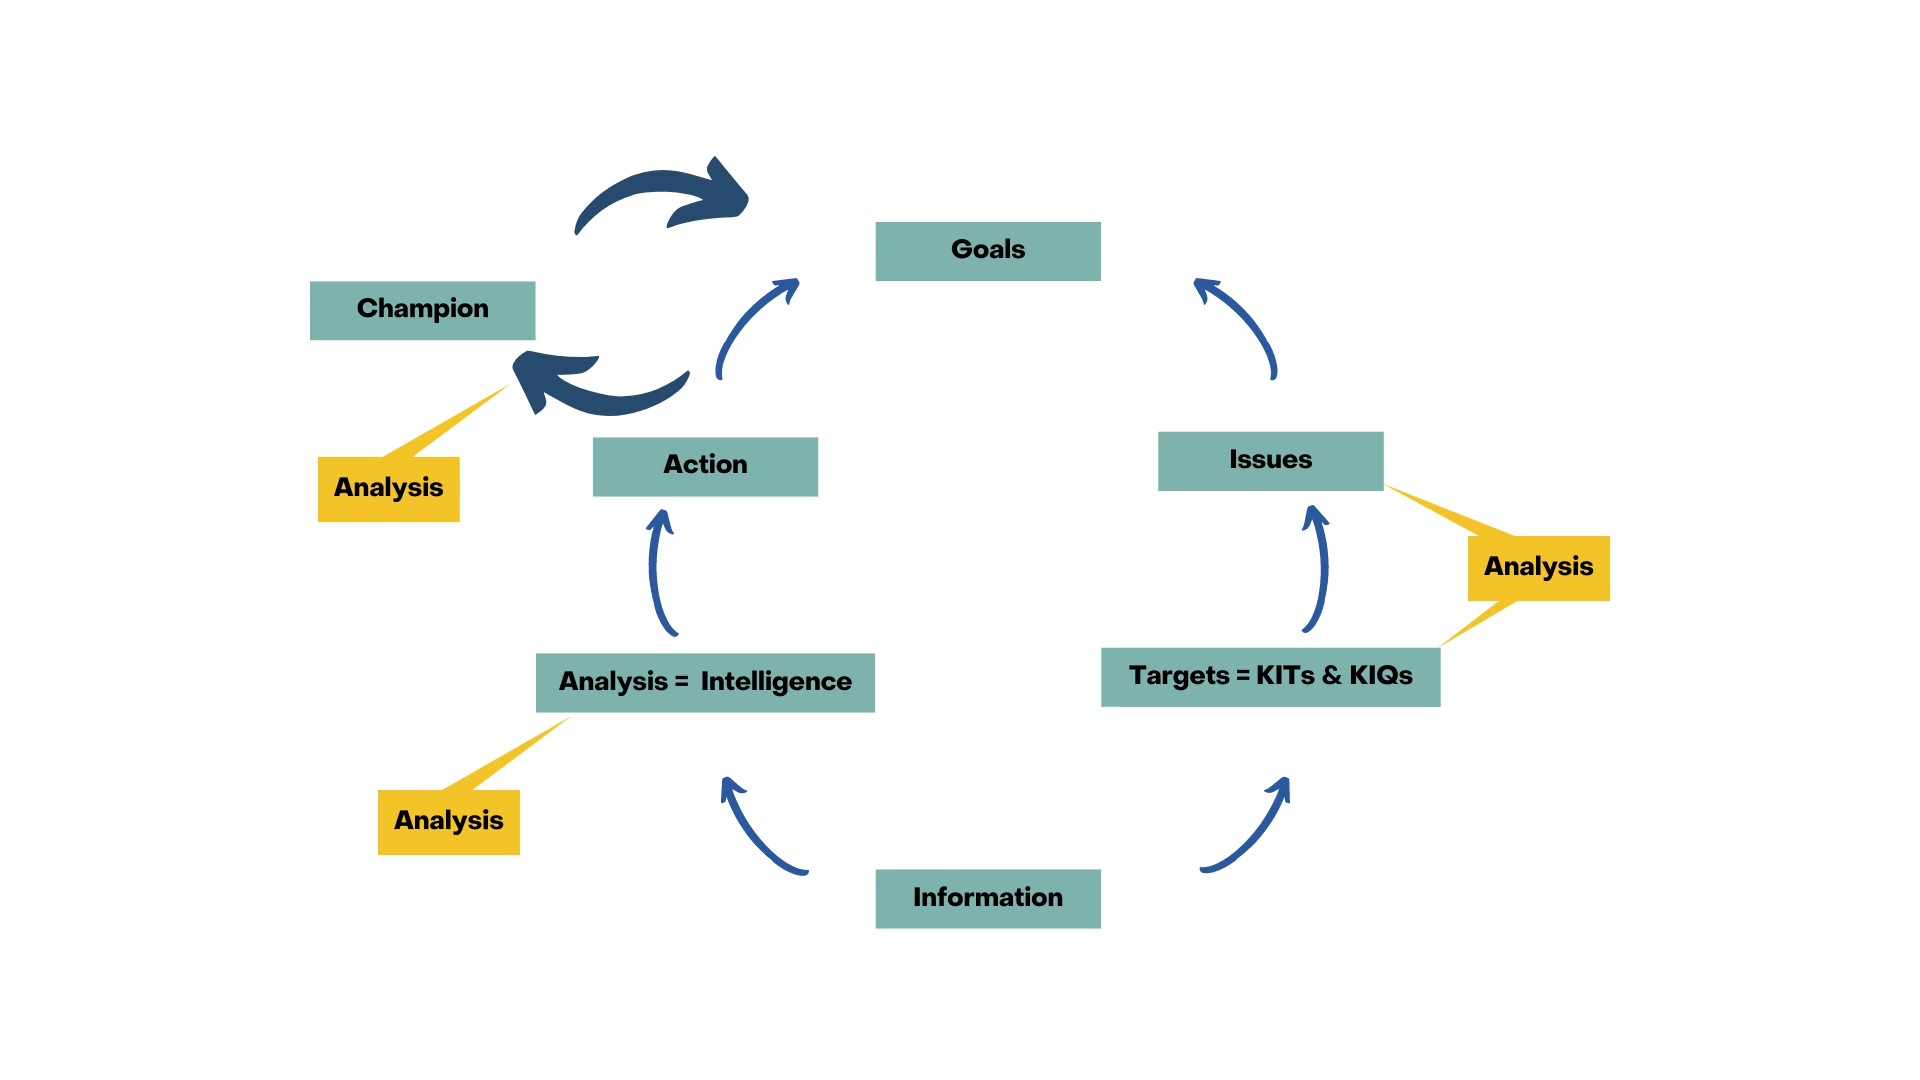 Goals
Champion
Action
Issues
Analysis
Analysis
Analysis = Intelligence
Targets = KITs & KIQs
Analysis
Information